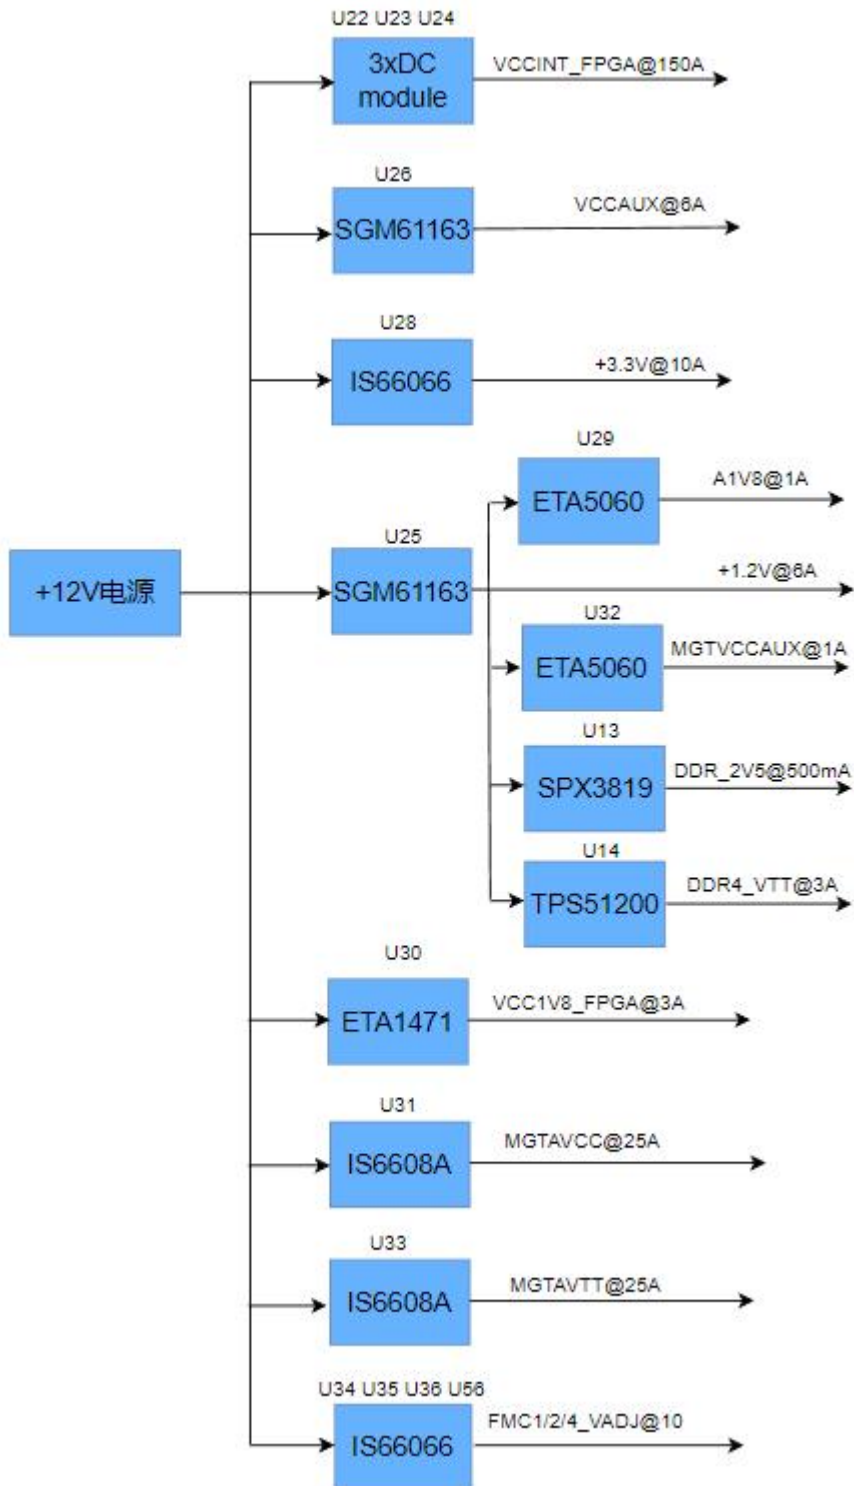 U22 U23 U24
3xDC
module
VCCINT_FPGA@150A
U26
SGM61163
VCCAUX@6A
U28
IS66066
+3.3V@10A
U29
ETA5060
A1V8@1A
+12V电源
U25
SGM61163
+1.2V@6A
U32
ETA5060
MGTVCCAUX@1A
U13
SPX3819
DDR_2V5@500mA
U14
TPS51200
DDR4_VTT@3A
U30
ETA1471
VCC1V8_FPGA@3A
U31
IS6608A
MGTAVCC@25A
U33
IS6608A
MGTAVTT@25A
U34 U35 U36 U56
IS66066
FMC1/2/4_VADJ@10